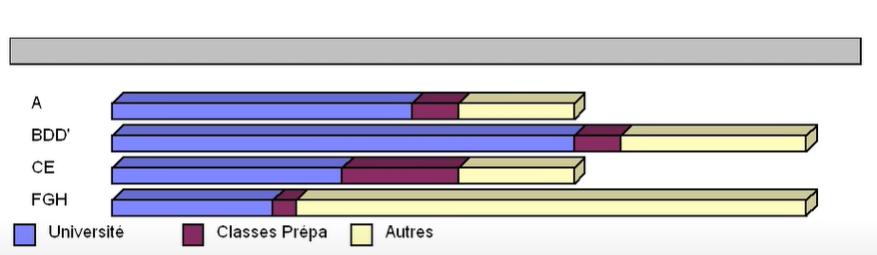 A
BDD'
CE
FGH
Université Classes Prépa Autres